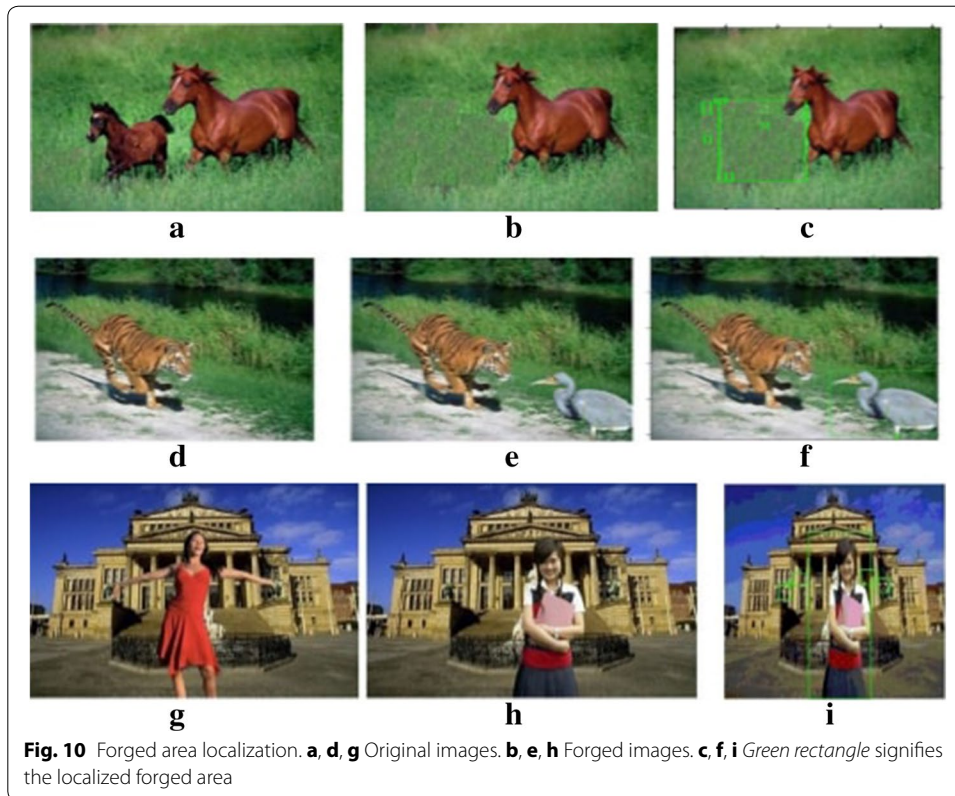 a b c
d e f
g h i
Fig. 10 Forged area localization. a, d, g Original images. b, e, h Forged images. c, f, i Green rectangle signifies
the localized forged area